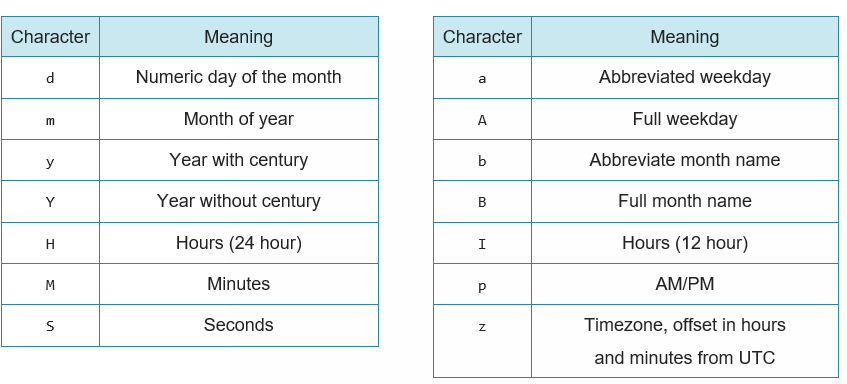 Character Meaning
d Numeric day of the month
m Month of year
y Year with century
Y Year without century
H Hours (24 hour)
M Minutes
S Seconds
Character Meaning
a Abbreviated weekday
A Full weekday
b Abbreviate month name
B Full month name
I Hours (12 hour)
p AM/PM
z Timezone, offset in hours
and minutes from UTC